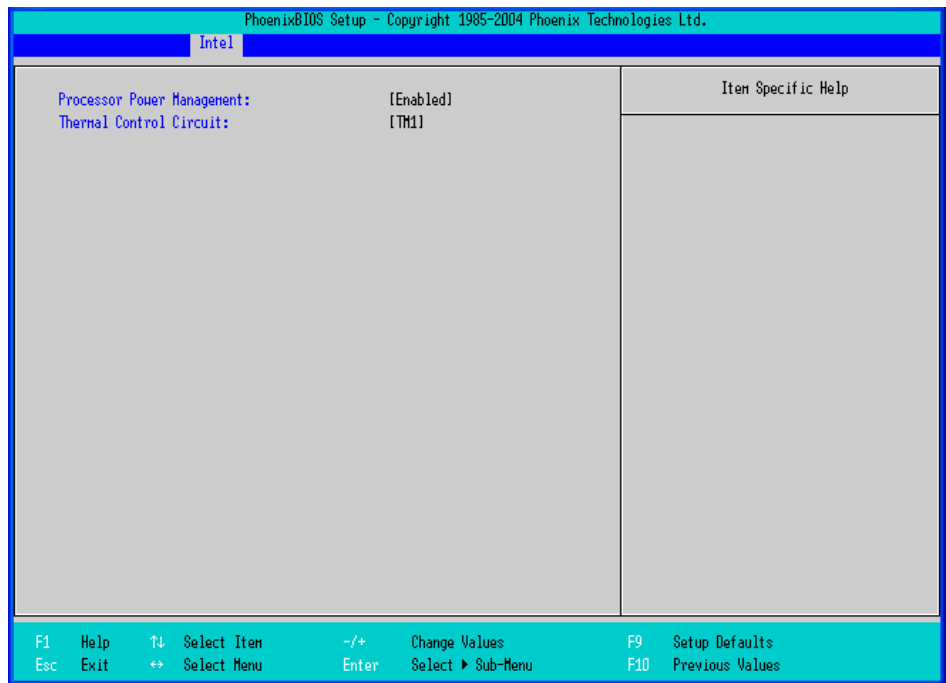 PhoenixBIOS Setup - Copyright 1985-2004 Phoenix Technologies Ltd.
Intel
Item Specific Help
Processor Power Management: [Enabled]
Thermal Control Circuit: [TM1]
F1 Help ↑↓ Select Item -/+ Change Values F9 Setup Defaults
Esc Exit ↔ Select Menu Enter Select ▶ Sub-Menu F10 Previous Values